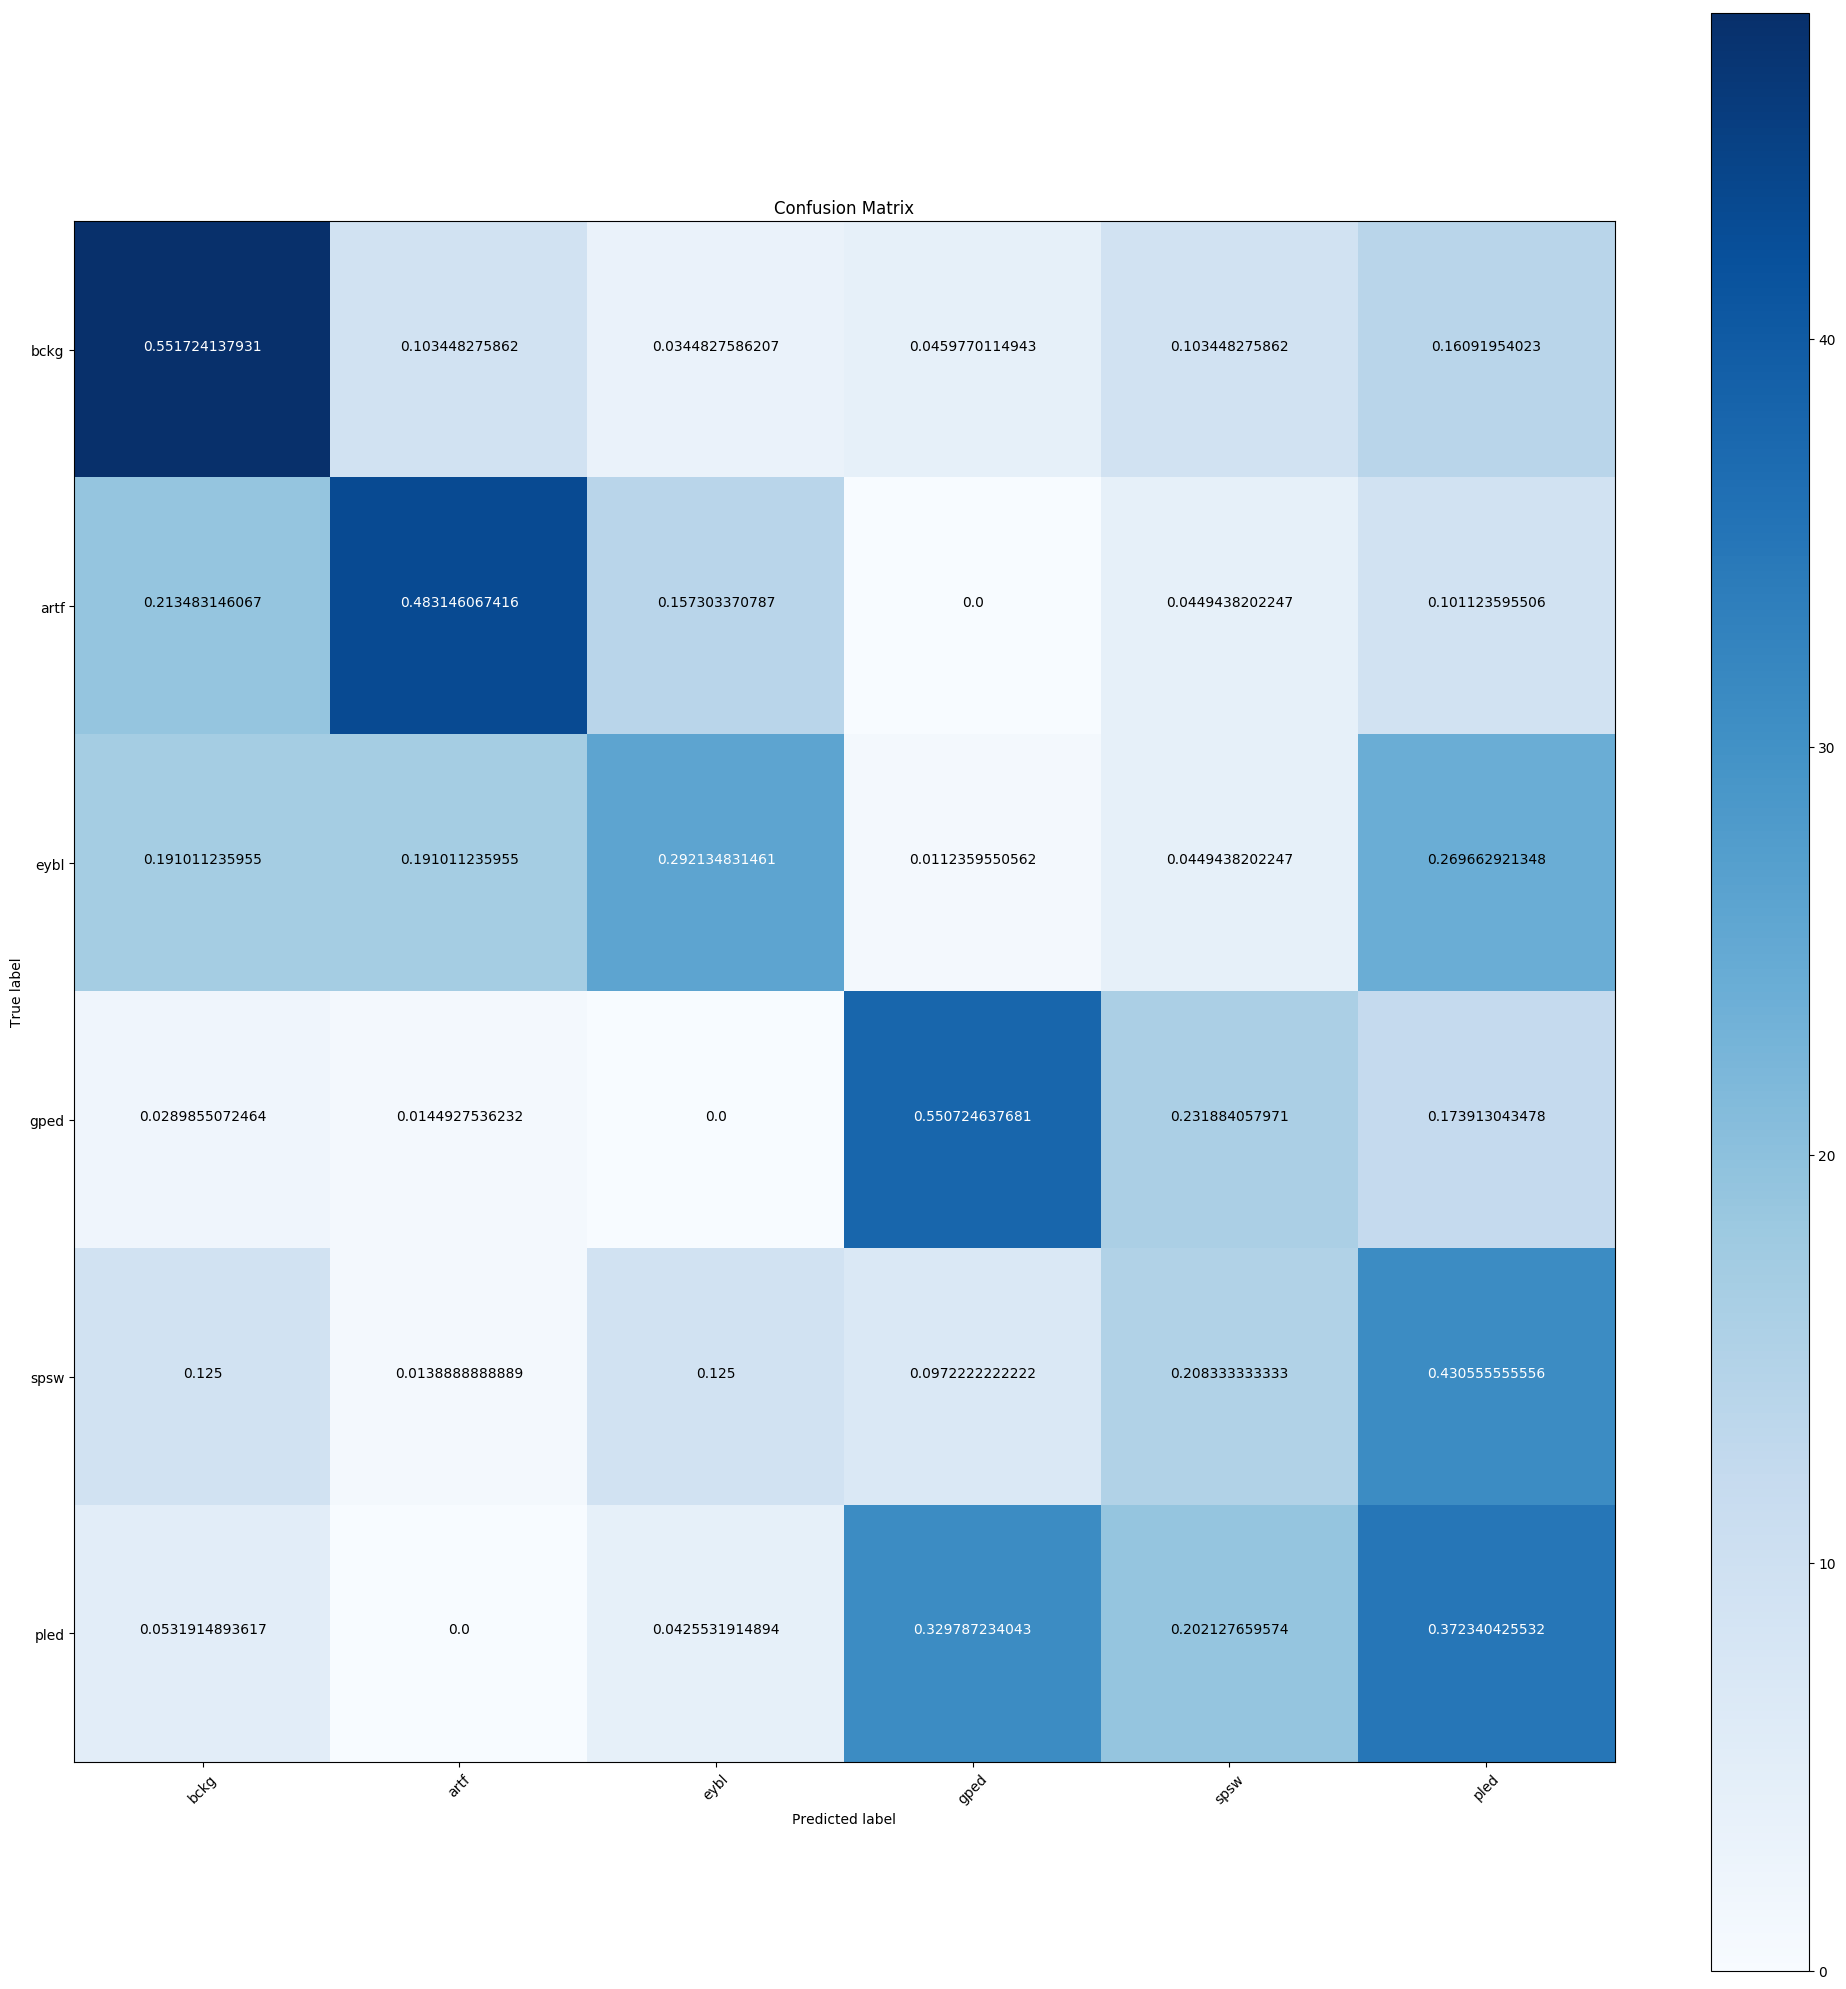 Confusion Matrix
bckg 0.551724137931 0.103448275862 0.0344827586207 0.0459770114943 0.103448275862 0.16091954023
artf 0.213483146067 0.483146067416 0.157303370787 0.0 0.0449438202247 0.101123595506
eybl 0.191011235955 0.191011235955 0.292134831461 0.0112359550562 0.0449438202247 0.269662921348
gped 0.0289855072464 0.0144927536232 0.0 0.550724637681 0.231884057971 0.173913043478
spsw 0.125 0.0138888888889 0.125 0.0972222222222 0.208333333333 0.430555555556
pled 0.0531914893617 0.0 0.0425531914894 0.329787234043 0.202127659574 0.372340425532
bckg artf eybl gped spsw pled
Predicted label
True label
40
30
20
10
0